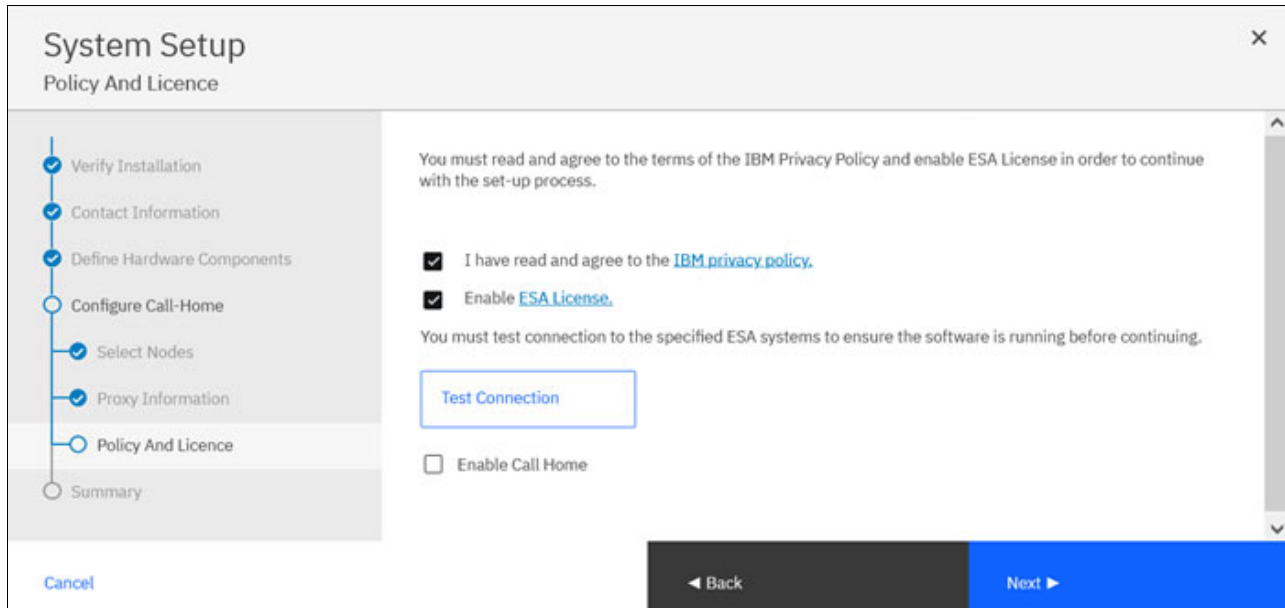 System Setup
Policy And Licence
Verify Installation
Contact Information
Define Hardware Components
Configure Call-Home
Select Nodes
Proxy Information
Policy And Licence
Summary
You must read and agree to the terms of the IBM Privacy Policy and enable ESA License in order to continue
with the set-up process.
I have read and agree to the IBM privacy policy.
Enable ESA License.
You must test connection to the specified ESA systems to ensure the software is running before continuing.
Test Connection
Enable Call Home
Cancel
Back
Next